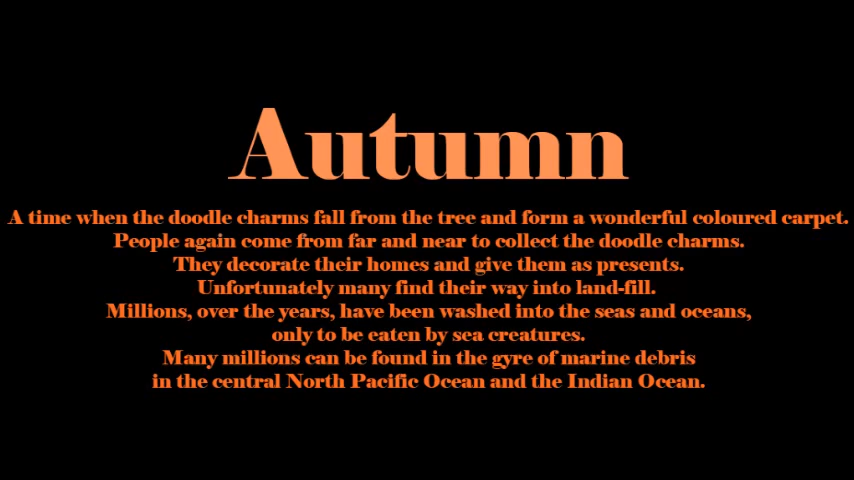 Autumn
A time when the doodle charms fall from the tree and form a wonderful coloured carpet.
People again come from far and near to collect the doodle charms.
They decorate their homes and give them as presents.
Unfortunately many find their way into land-fill.
Millions, over the years, have been washed into the seas and oceans,
only to be eaten by sea creatures.
Many millions can be found in the gyre of marine debris
in the central North Pacific Ocean and the Indian Ocean.